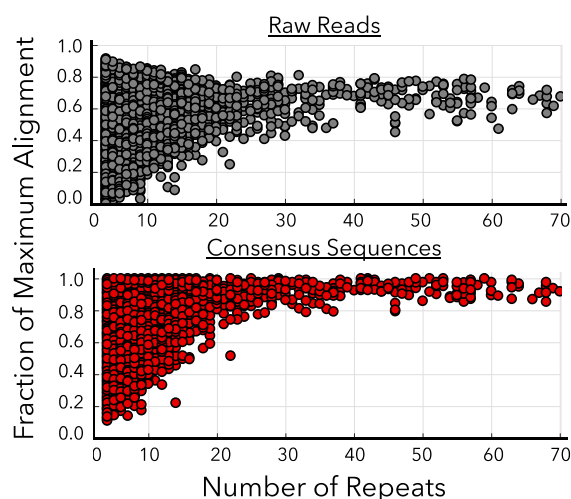 Raw Reads
1.0
0.8
0.6
0.4
0.2
0.0
0 10 20 30 40 50 60 70
Consensus Sequences
1.0
0.8
0.6
0.4
0.2
0.0
0 10 20 30 40 50 60 70
Number of Repeats
Fraction of Maximum Alignment